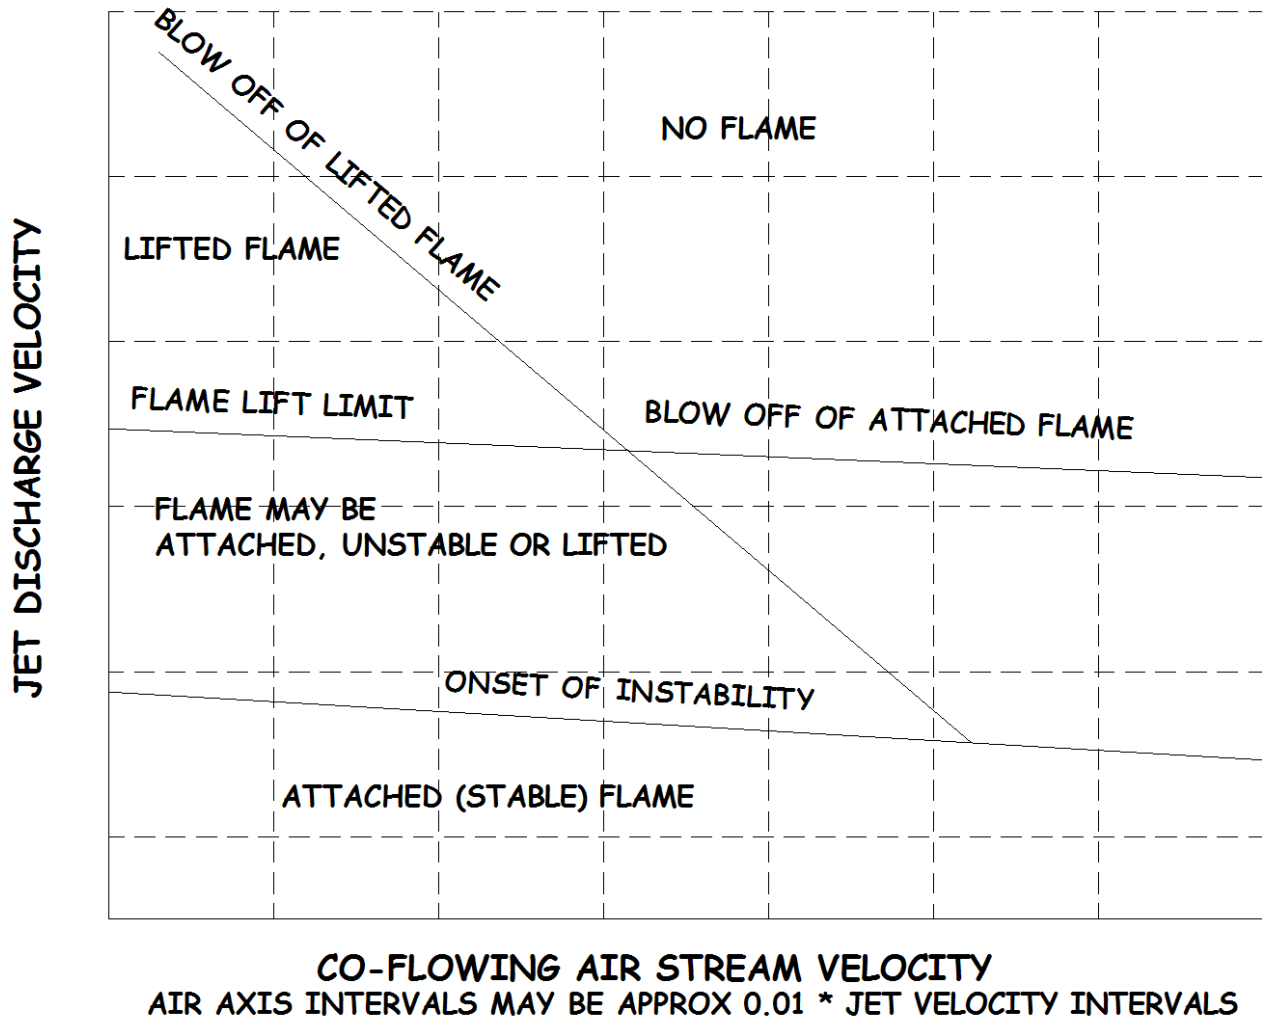 BLOW OFF OF LIFTED FLAME
NO FLAME
LIFTED FLAME
JET DISCHARGE VELOCITY
FLAME LIFT LIMIT
BLOW OFF OF ATTACHED FLAME
FLAME MAY BE
ATTACHED, UNSTABLE OR LIFTED
ONSET OF INSTABILITY
ATTACHED (STABLE) FLAME
CO-FLOWING AIR STREAM VELOCITY
AIR AXIS INTERVALS MAY BE APPROX 0.01 * JET VELOCITY INTERVALS